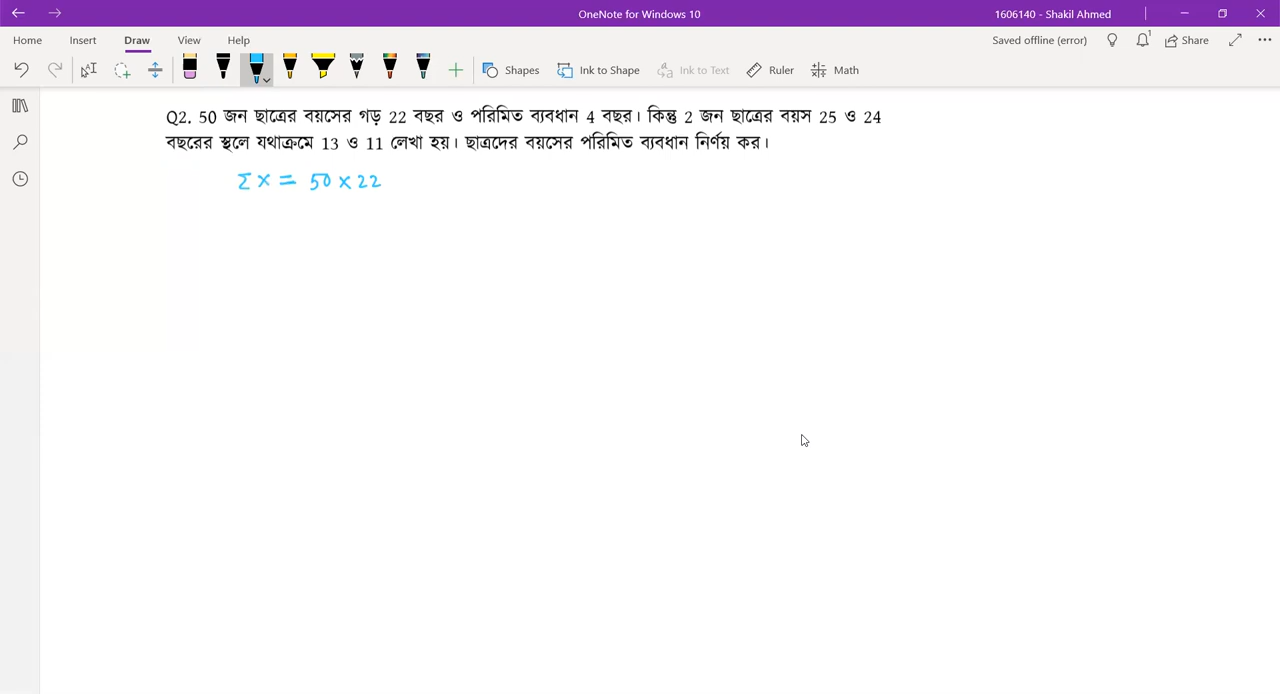 OneNote for Windows 10
1606140 - Shakil Ahmed
Home Insert Draw View Help
Saved offline (error) 1 Share
Shapes Ink to Shape Ink to Text Ruler Math
Q2. 50 জন ছাত্রের বয়সের গড় 22 বছর ও পরিমিত ব্যবধান 4 বছর। কিন্তু 2 জন ছাত্রের বয়স 25 ও 24
বছরের স্থলে যথাক্রমে 13 ও 11 লেখা হয়। ছাত্রদের বয়সের পরিমিত ব্যবধান নির্ণয় কর।
Σx = 50 × 22